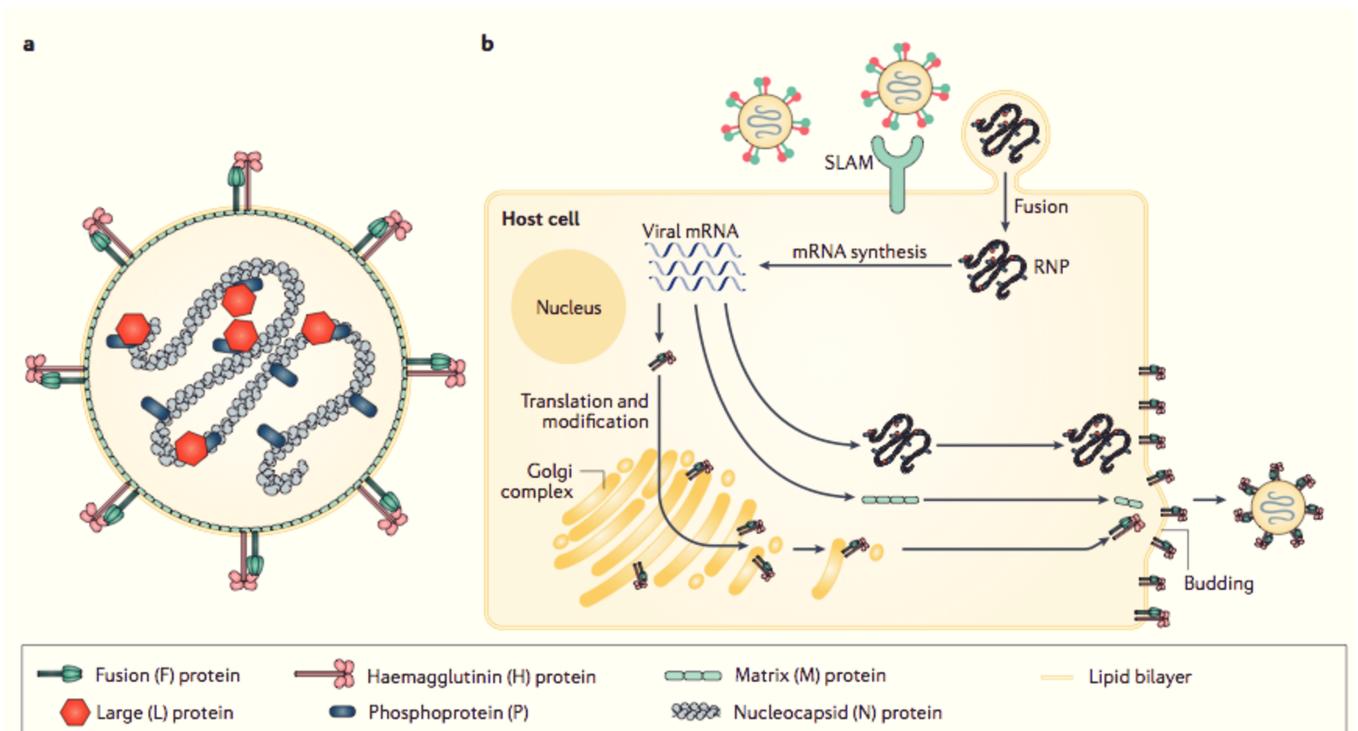 a
b
SLAM
Fusion
Host cell
Viral mRNA
mRNA synthesis
RNP
Nucleus
Translation and
modification
Golgi
complex
Budding
Fusion (F) protein
Haemagglutinin (H) protein
Matrix (M) protein
Lipid bilayer
Large (L) protein
Phosphoprotein (P)
Nucleocapsid (N) protein